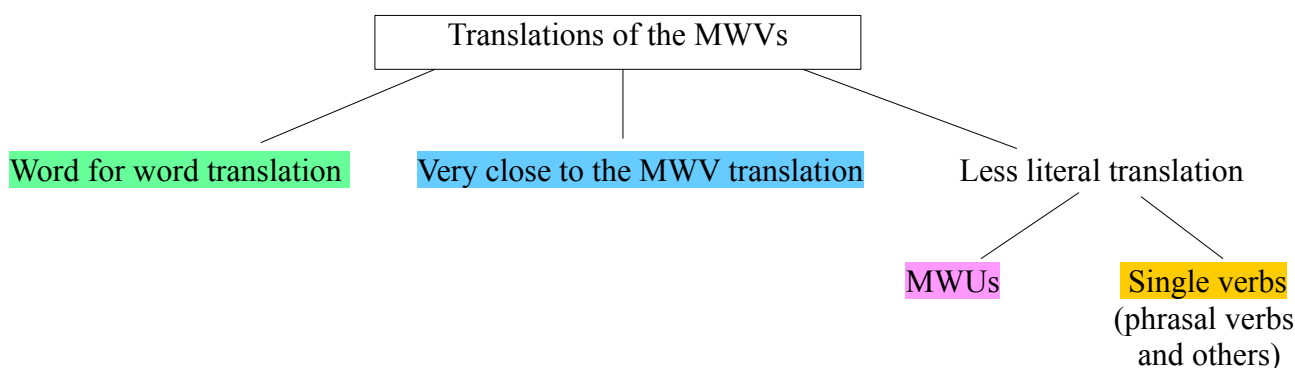 Translations of the MWVs
Word for word translation
Very close to the MWV translation
Less literal translation
MWUs
Single verbs
(phrasal verbs
and others)